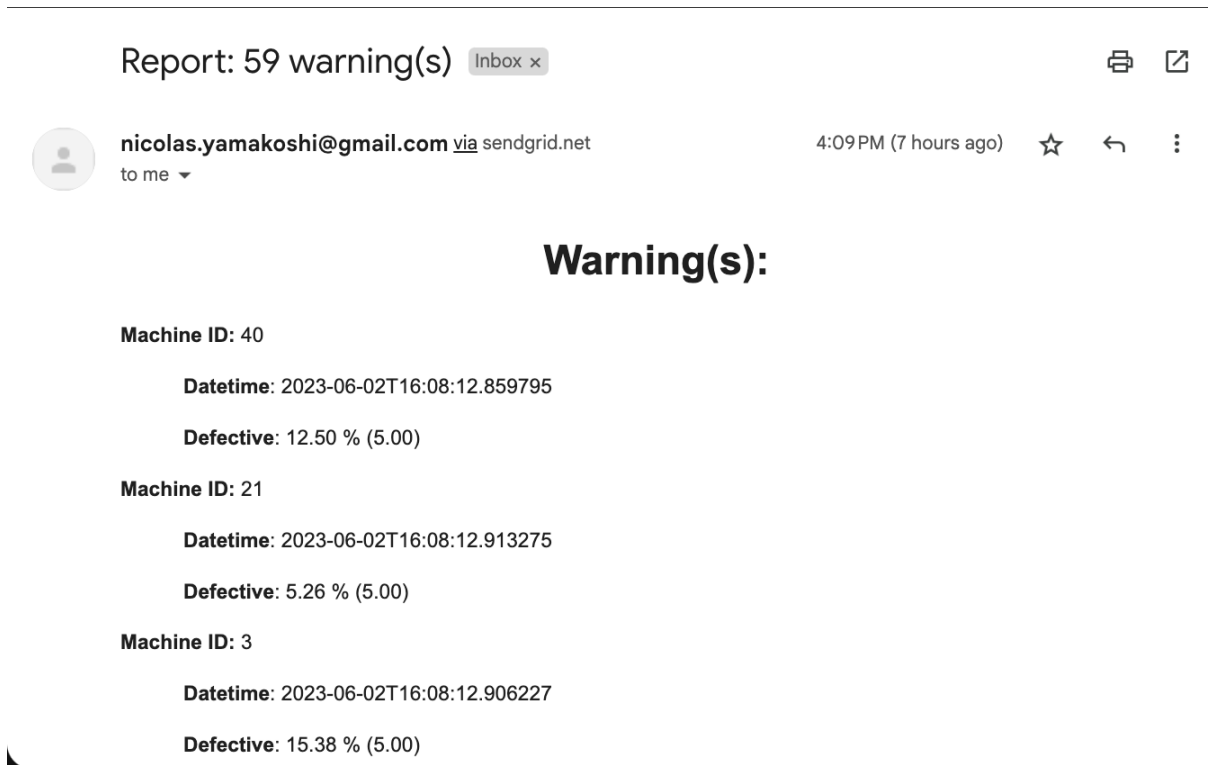 Report: 59 warning(s) Inbox ×
nicolas.yamakoshi@gmail.com via sendgrid.net 4:09 PM (7 hours ago)
to me
Warning(s):
Machine ID: 40
Datetime: 2023-06-02T16:08:12.859795
Defective: 12.50 % (5.00)
Machine ID: 21
Datetime: 2023-06-02T16:08:12.913275
Defective: 5.26 % (5.00)
Machine ID: 3
Datetime: 2023-06-02T16:08:12.906227
Defective: 15.38 % (5.00)